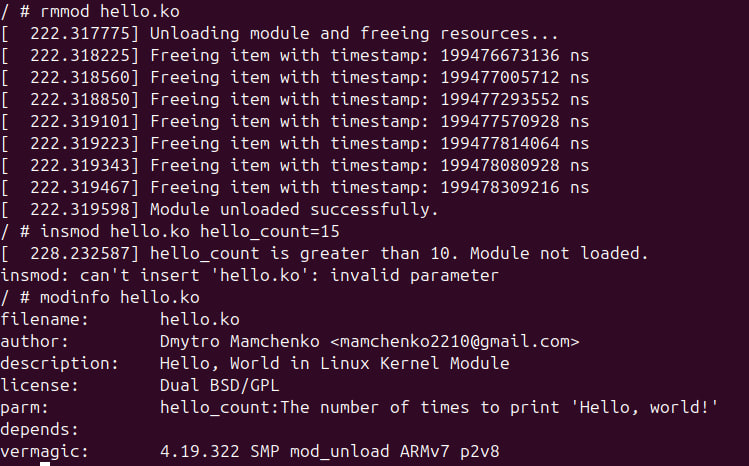 / # rmmod hello.ko
[  222.317775] Unloading module and freeing resources...
[  222.318225] Freeing item with timestamp: 199476673136 ns
[  222.318560] Freeing item with timestamp: 199477005712 ns
[  222.318850] Freeing item with timestamp: 199477293552 ns
[  222.319101] Freeing item with timestamp: 199477570928 ns
[  222.319223] Freeing item with timestamp: 199477814064 ns
[  222.319343] Freeing item with timestamp: 199478080928 ns
[  222.319467] Freeing item with timestamp: 199478309216 ns
[  222.319598] Module unloaded successfully.
/ # insmod hello.ko hello_count=15
[  228.232587] hello_count is greater than 10. Module not loaded.
insmod: can't insert 'hello.ko': invalid parameter
/ # modinfo hello.ko
filename:       hello.ko
author:         Dmytro Mamchenko <mamchenko2210@gmail.com>
description:    Hello, World in Linux Kernel Module
license:        Dual BSD/GPL
parm:           hello_count:The number of times to print 'Hello, world!'
depends:
vermagic:       4.19.322 SMP mod_unload ARMv7 p2v8